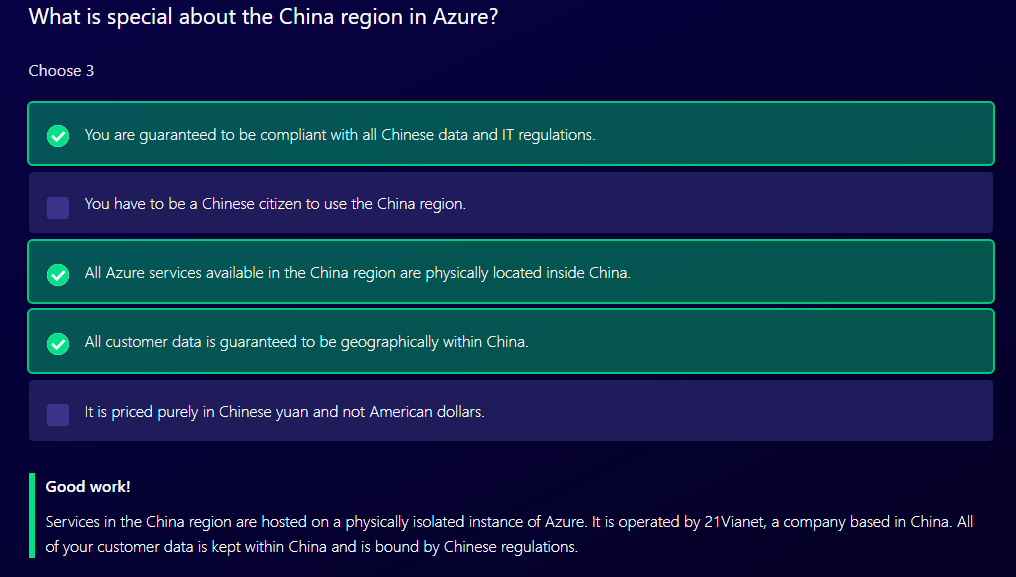 What is special about the China region in Azure?
Choose 3
You are guaranteed to be compliant with all Chinese data and IT regulations.
You have to be a Chinese citizen to use the China region.
All Azure services available in the China region are physically located inside China.
All customer data is guaranteed to be geographically within China.
It is priced purely in Chinese yuan and not American dollars.
Good work!
Services in the China region are hosted on a physically isolated instance of Azure. It is operated by 21Vianet, a company based in China. All
of your customer data is kept within China and is bound by Chinese regulations.